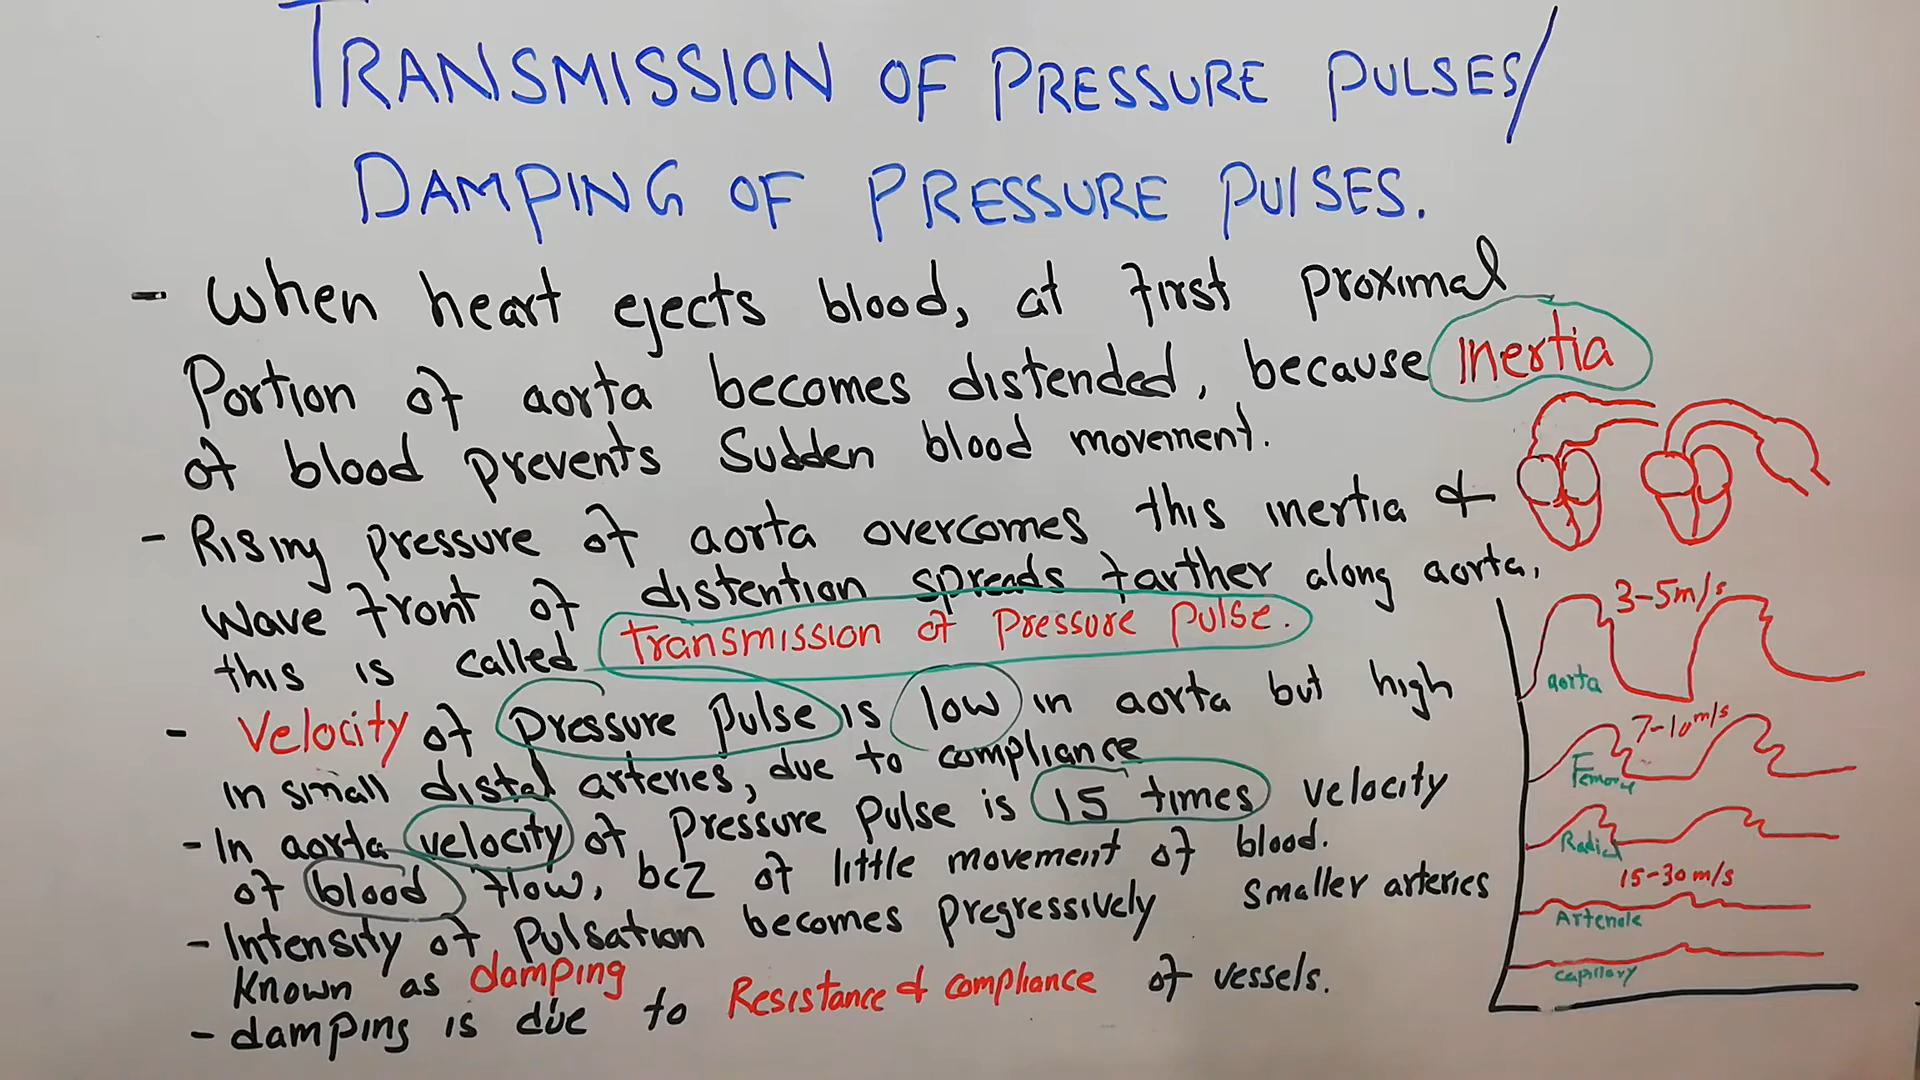 TRANSMISSION OF PRESSURE PULSES/
DAMPING OF PRESSURE PULSES.
- When heart ejects blood, at first proximal
Portion of aorta becomes distended, because Inertia
of blood prevents Sudden blood movement.
- Rising pressure of aorta overcomes this inertia &
wave front of distention spreads farther along aorta,
this is called Transmission of Pressure Pulse.
- Velocity of Pressure Pulse is low in aorta but high
in small distal arteries, due to compliance
- In aorta velocity of Pressure Pulse is 15 times velocity
of blood flow, bcz of little movement of blood.
- Intensity of Pulsation becomes pregressively smaller arteries
Known as damping
- damping is due to Resistance & compliance of vessels.
3-5m/s
aorta
7-10m/s
Femory
Radial
15-30m/s
Arteriole
capillary